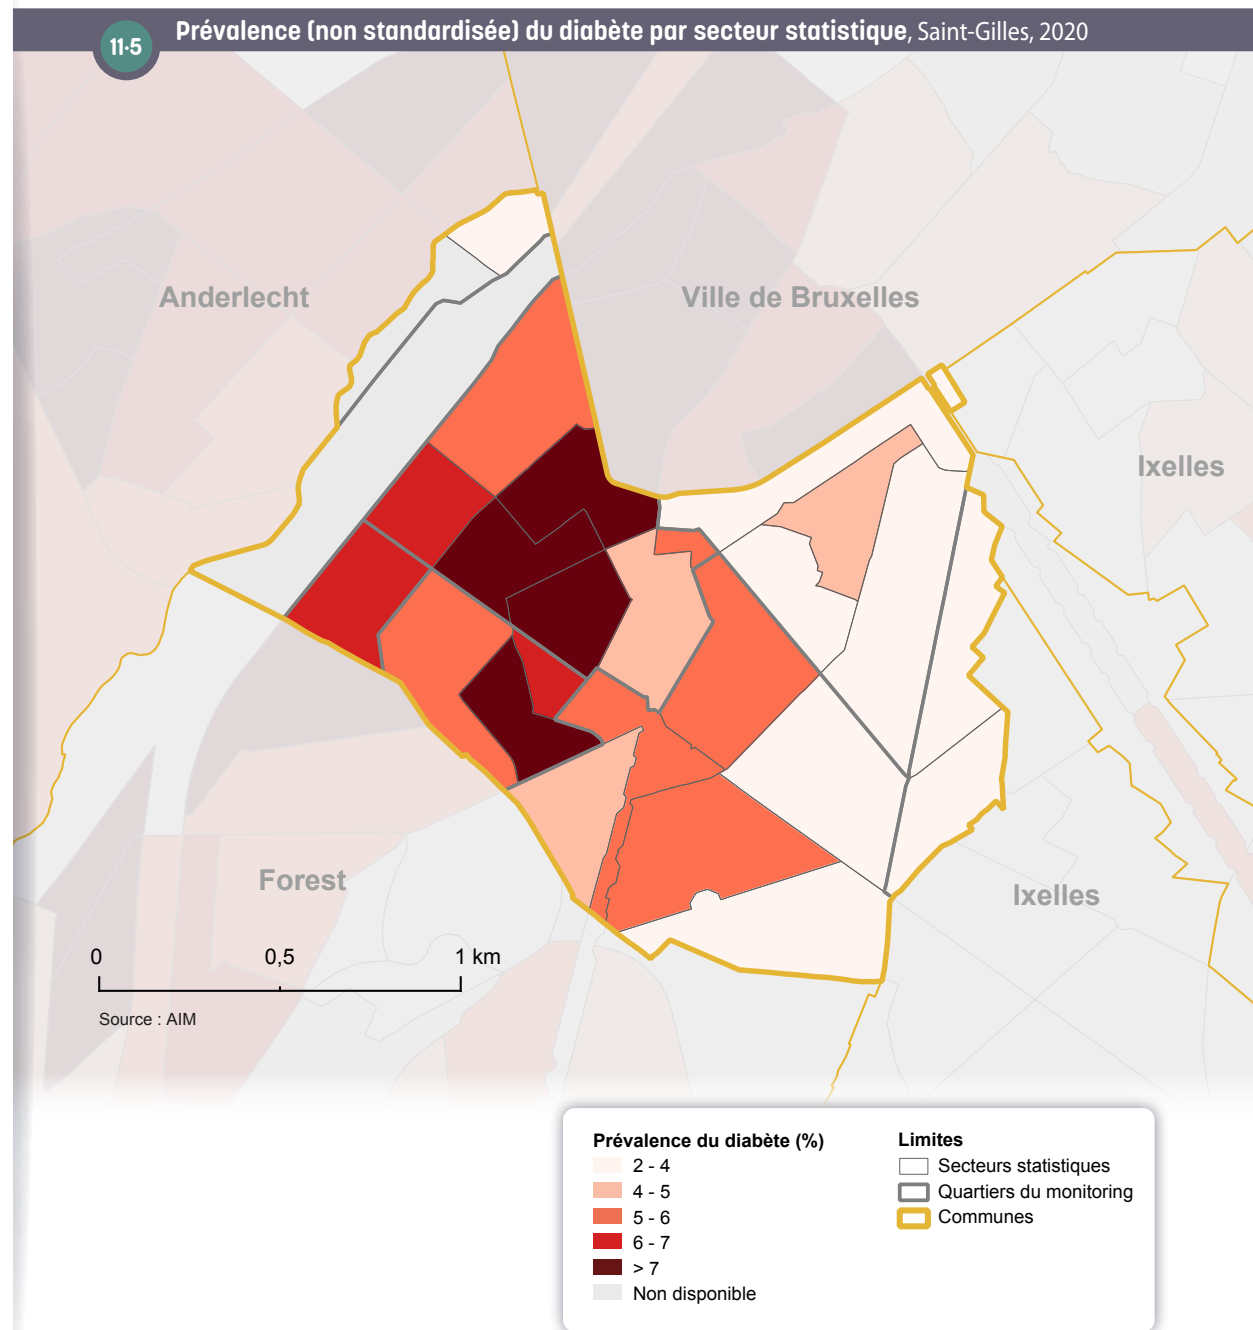 11·5
Prévalence (non standardisée) du diabète par secteur statistique, Saint-Gilles, 2020
Anderlecht
Ville de Bruxelles
Ixelles
Forest
Ixelles
0 0,5 1 km
Source : AIM
Prévalence du diabète (%)
2 - 4
4 - 5
5 - 6
6 - 7
> 7
Non disponible
Limites
Secteurs statistiques
Quartiers du monitoring
Communes